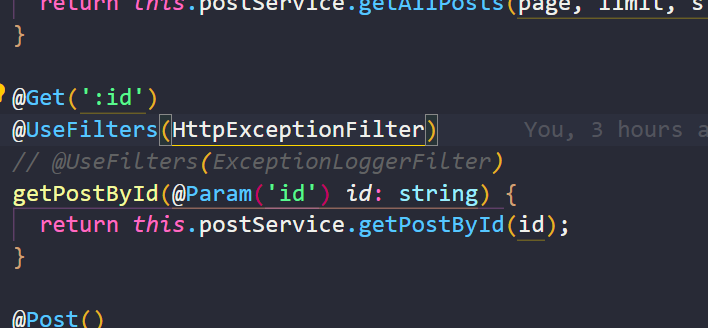 return this.postService.getAllPosts(page, limit, s
}
@Get(':id')
@UseFilters(HttpExceptionFilter) You, 3 hours a
// @UseFilters(ExceptionLoggerFilter)
getPostById(@Param('id') id: string) {
return this.postService.getPostById(id);
}
@Post()